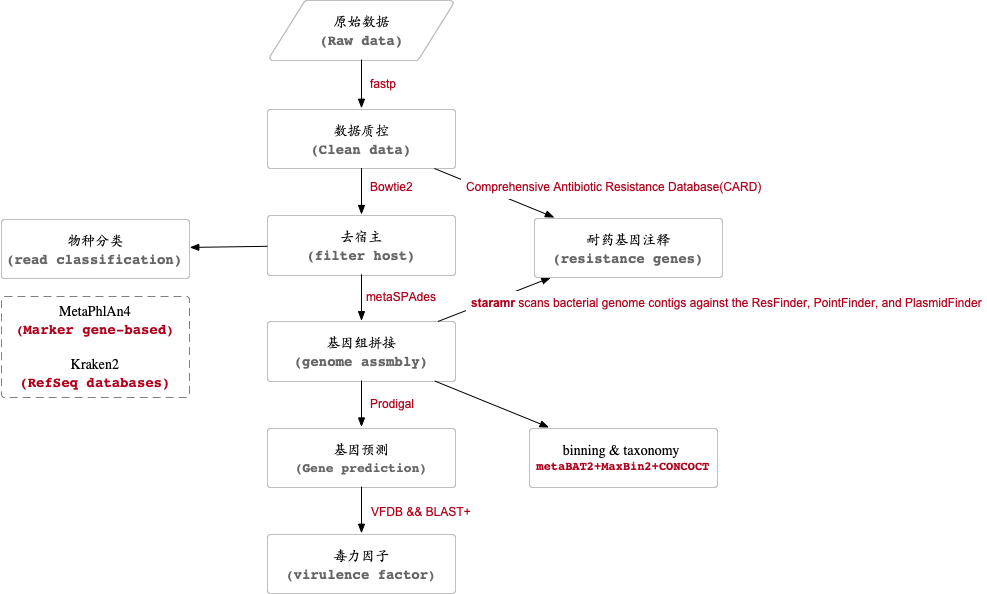 原始数据
(Raw data)
fastp
数据质控
(Clean data)
Bowtie2
Comprehensive Antibiotic Resistance Database(CARD)
物种分类
(read classification)
去宿主
(filter host)
耐药基因注释
(resistance genes)
metaSPAdes
staramr scans bacterial genome contigs against the ResFinder, PointFinder, and PlasmidFinder
MetaPhlAn4
(Marker gene-based)
Kraken2
(RefSeq databases)
基因组拼接
(genome assmbly)
Prodigal
基因预测
(Gene prediction)
binning & taxonomy
metaBAT2+MaxBin2+CONCOCT
VFDB && BLAST+
毒力因子
(virulence factor)